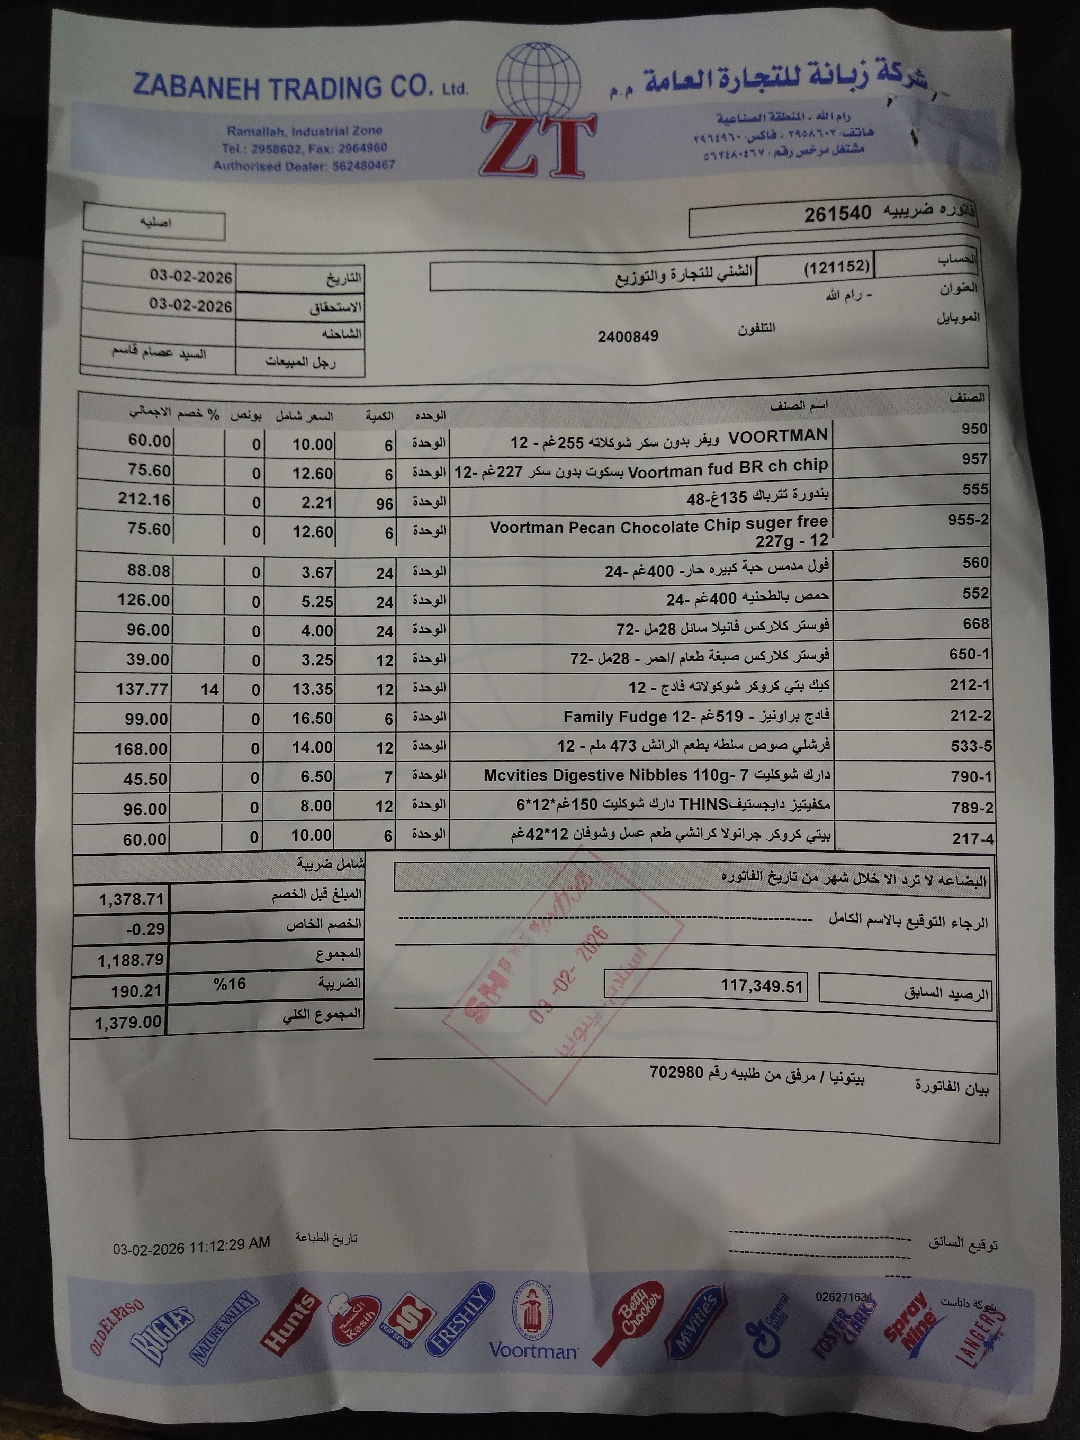 ZABANEH TRADING CO. Ltd.
شركة زبانة للتجارة العامة م.م
ZT
Ramallah, Industrial Zone
Tel.: 2958602, Fax: 2964960
Authorised Dealer: 562480467
رام الله ، المنطقة الصناعية
هاتف: ٢٩٥٨٦٠٢ ، فاكس: ٢٩٦٤٩٦٠
مشتغل مرخص رقم: ٥٦٢٤٨٠٤٦٧
فاتوره ضريبيه 261540
اصليه
الحساب (121152) الشني للتجارة والتوزيع
العنوان - رام الله
الموبايل التلفون 2400849
التاريخ 03-02-2026
الاستحقاق 03-02-2026
الشاحنه
رجل المبيعات السيد عصام قاسم
الصنف اسم الصنف الوحده الكمية السعر شامل بونص خصم % الاجمالي
950 VOORTMAN ويفر بدون سكر شوكلاته 255غم - 12 الوحدة 6 10.00 0 60.00
957 Voortman fud BR ch chip بسكوت بدون سكر 227غم -12 الوحدة 6 12.60 0 75.60
555 بندورة تترباك 135غ-48 الوحدة 96 2.21 0 212.16
955-2 Voortman Pecan Chocolate Chip suger free الوحدة 6 12.60 0 75.60
227g - 12
560 فول مدمس حبة كبيره حار- 400غم -24 الوحدة 24 3.67 0 88.08
552 حمص بالطحنيه 400غم -24 الوحدة 24 5.25 0 126.00
668 فوستر كلاركس فانيلا سائل 28مل -72 الوحدة 24 4.00 0 96.00
650-1 فوستر كلاركس صبغة طعام /احمر - 28مل -72 الوحدة 12 3.25 0 39.00
212-1 كيك بتي كروكر شوكولاته فادج - 12 الوحدة 12 13.35 0 14 137.77
212-2 فادج براونيز - 519غم -12 Family Fudge الوحدة 6 16.50 0 99.00
533-5 فرشلي صوص سلطه بطعم الرانش 473 ملم - 12 الوحدة 12 14.00 0 168.00
790-1 دارك شوكليت Mcvities Digestive Nibbles 110g- 7 الوحدة 7 6.50 0 45.50
789-2 مكفيتيز دايجستيفTHINS دارك شوكليت 150غم*12*6 الوحدة 12 8.00 0 96.00
217-4 بيتي كروكر جرانولا كرانشي طعم عسل وشوفان 12*42غم الوحدة 6 10.00 0 60.00
شامل ضريبة
المبلغ قبل الخصم 1,378.71
الخصم الخاص -0.29
المجموع 1,188.79
الضريبة %16 190.21
المجموع الكلي 1,379.00
البضاعه لا ترد الا خلال شهر من تاريخ الفاتوره
الرجاء التوقيع بالاسم الكامل
الرصيد السابق 117,349.51
03 -02- 2026
بيان الفاتورة بيتونيا / مرفق من طلبيه رقم 702980
توقيع السائق
تاريخ الطباعة 03-02-2026 11:12:29 AM
شركة داتاست
OLD EL PASO
BUGLES
NATURE VALLEY
Hunt's
Kasih
FRESHLY
Voortman
Betty Crocker
McVitie's
General Mills
FOSTER CLARK'S
Spray Nine
LANGERS